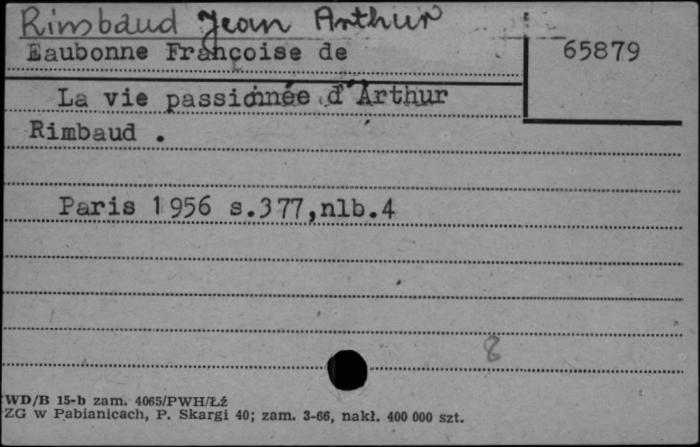 Rimbaud Jean Arthur
Eaubonne Françoise de
65879
La vie passionnée d'Arthur
Rimbaud .
Paris 1956 s.377,nlb.4
8
WD/B 15-b zam. 4065/PWH/Łź
ZG w Pabianicach, P. Skargi 40; zam. 3-66, nakł. 400 000 szt.